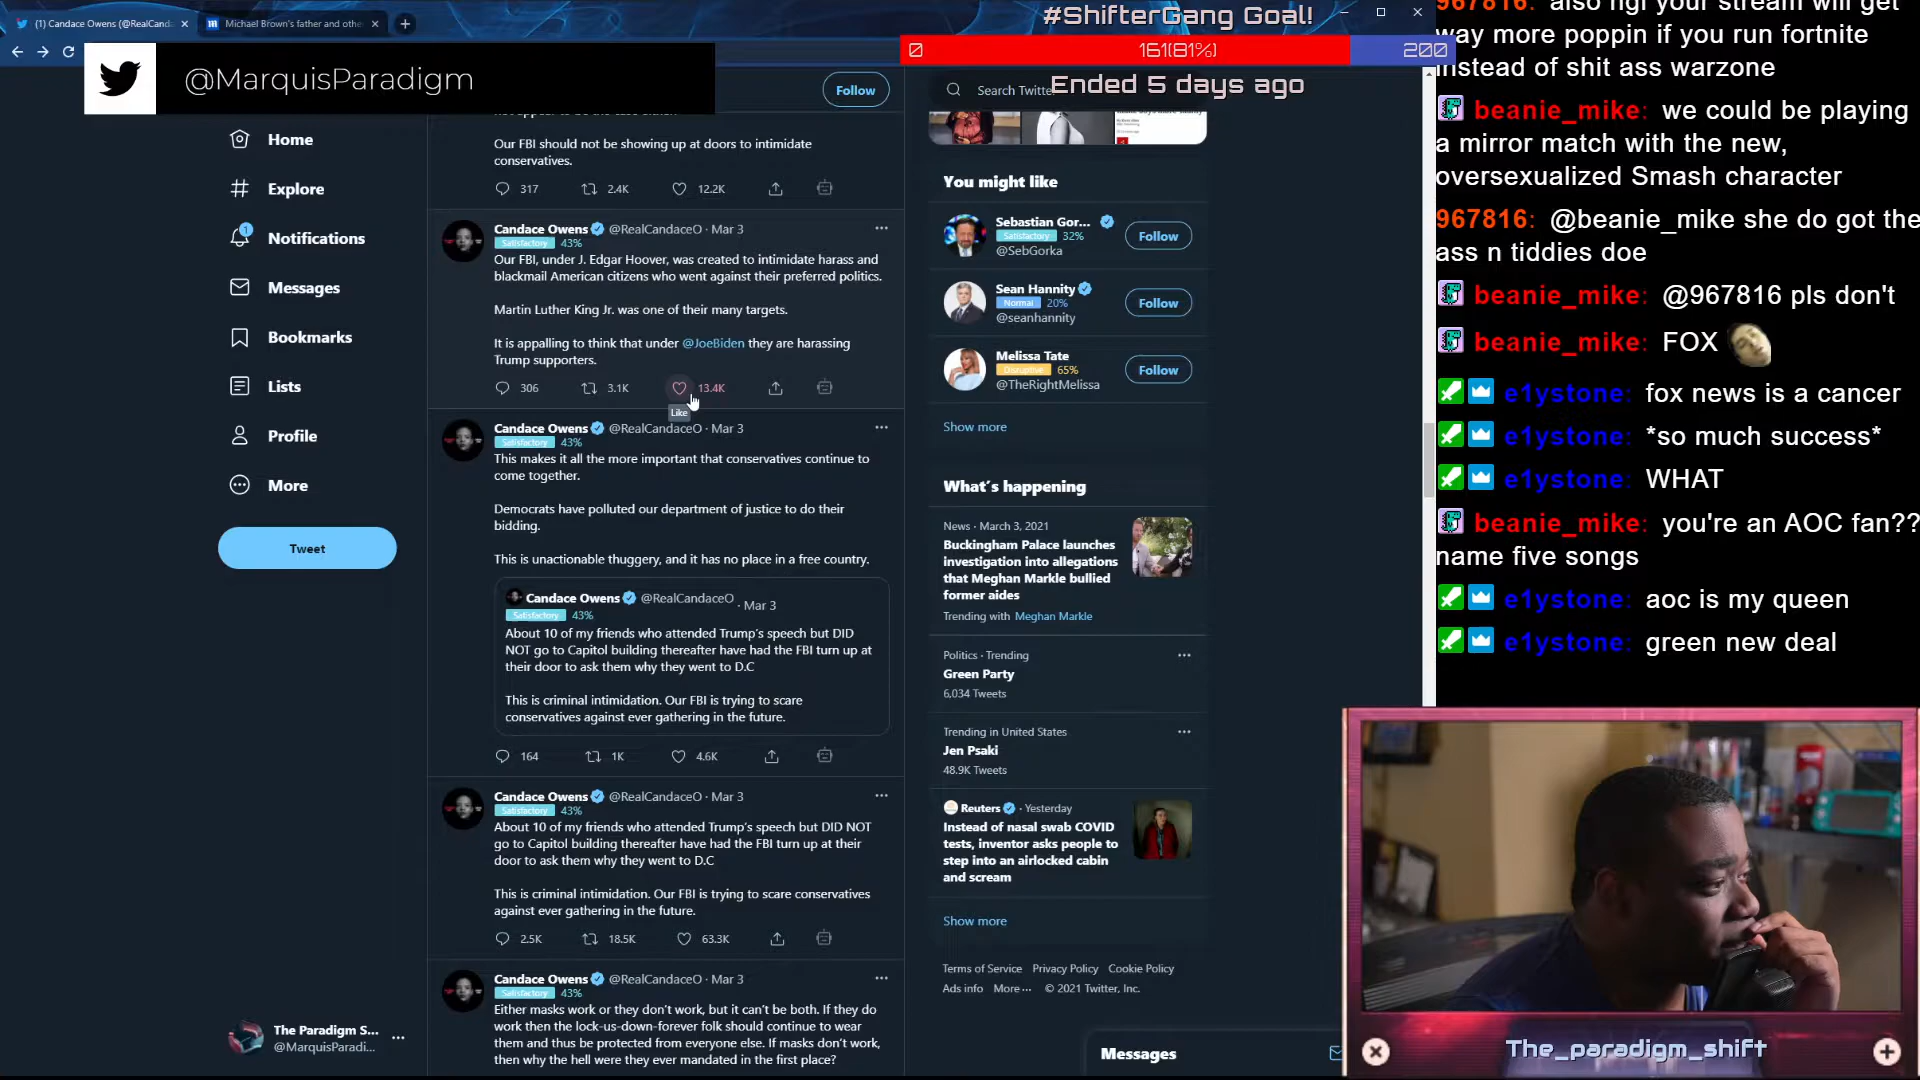 (1) Candace Owens (@RealCand
Michael Brown's father and othe
@MarquisParadigm
Follow
#ShifterGang Goal!
0
161(81%)
200
Ended 5 days ago
Search Twitter
Home
Explore
1
Notifications
Messages
Bookmarks
Lists
Profile
More
Tweet
The Paradigm S...
@MarquisParadi...
Our FBI should not be showing up at doors to intimidate
conservatives.
317 2.4K 12.2K
Candace Owens @RealCandaceO · Mar 3
Satisfactory 43%
Our FBI, under J. Edgar Hoover, was created to intimidate harass and
blackmail American citizens who went against their preferred politics.
Martin Luther King Jr. was one of their many targets.
It is appalling to think that under @JoeBiden they are harassing
Trump supporters.
306 3.1K 13.4K
Like
Candace Owens @RealCandaceO · Mar 3
Satisfactory 43%
This makes it all the more important that conservatives continue to
come together.
Democrats have polluted our department of justice to do their
bidding.
This is unactionable thuggery, and it has no place in a free country.
Candace Owens @RealCandaceO · Mar 3
Satisfactory 43%
About 10 of my friends who attended Trump's speech but DID
NOT go to Capitol building thereafter have had the FBI turn up at
their door to ask them why they went to D.C
This is criminal intimidation. Our FBI is trying to scare
conservatives against ever gathering in the future.
164 1K 4.6K
Candace Owens @RealCandaceO · Mar 3
Satisfactory 43%
About 10 of my friends who attended Trump's speech but DID NOT
go to Capitol building thereafter have had the FBI turn up at their
door to ask them why they went to D.C
This is criminal intimidation. Our FBI is trying to scare conservatives
against ever gathering in the future.
2.5K 18.5K 63.3K
Candace Owens @RealCandaceO · Mar 3
Satisfactory 43%
Either masks work or they don't work, but it can't be both. If they do
work then the lock-us-down-forever folk should continue to wear
them and thus be protected from everyone else. If masks don't work,
then why the hell were they ever mandated in the first place?
You might like
Sebastian Gor...
Satisfactory 32%
@SebGorka
Follow
Sean Hannity
Normal 20%
@seanhannity
Follow
Melissa Tate
Disruptive 65%
@TheRightMelissa
Follow
Show more
What's happening
News · March 3, 2021
Buckingham Palace launches
investigation into allegations
that Meghan Markle bullied
former aides
Trending with Meghan Markle
Politics · Trending
Green Party
6,034 Tweets
Trending in United States
Jen Psaki
48.9K Tweets
Reuters · Yesterday
Instead of nasal swab COVID
tests, inventor asks people to
step into an airlocked cabin
and scream
Show more
Terms of Service Privacy Policy Cookie Policy
Ads info More... © 2021 Twitter, Inc.
Messages
967816: also ngl your stream will get
way more poppin if you run fortnite
instead of shit ass warzone
beanie_mike: we could be playing
a mirror match with the new,
oversexualized Smash character
967816: @beanie_mike she do got the
ass n tiddies doe
beanie_mike: @967816 pls don't
beanie_mike: FOX
e1ystone: fox news is a cancer
e1ystone: *so much success*
e1ystone: WHAT
beanie_mike: you're an AOC fan??
name five songs
e1ystone: aoc is my queen
e1ystone: green new deal
The_paradigm_shift